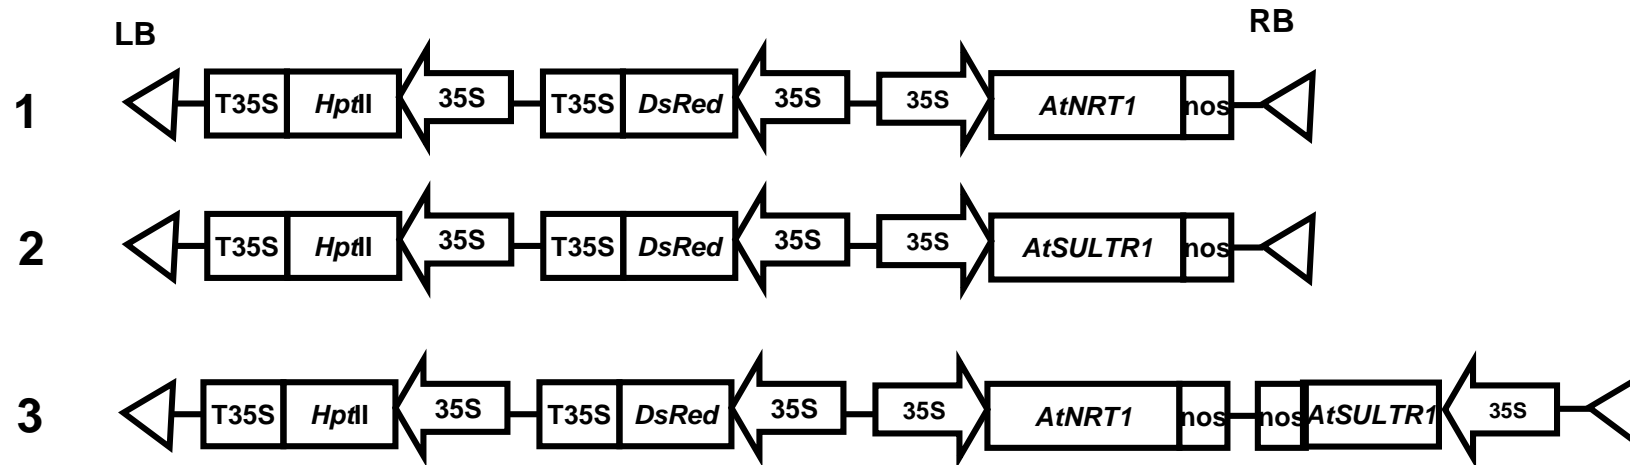 LB RB
1 T35S HptII 35S T35S DsRed 35S 35S AtNRT1 nos
2 T35S HptII 35S T35S DsRed 35S 35S AtSULTR1 nos
3 T35S HptII 35S T35S DsRed 35S 35S AtNRT1 nos nos AtSULTR1 35S